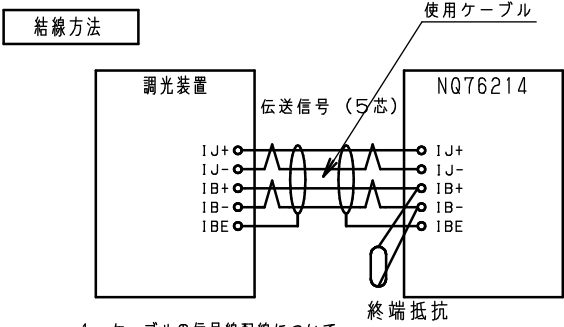 結線方法
使用ケーブル
調光装置
伝送信号 (5芯)
NQ76214
IJ+
IJ-
IB+
IB-
IBE
IJ+
IJ-
IB+
IB-
IBE
終端抵抗